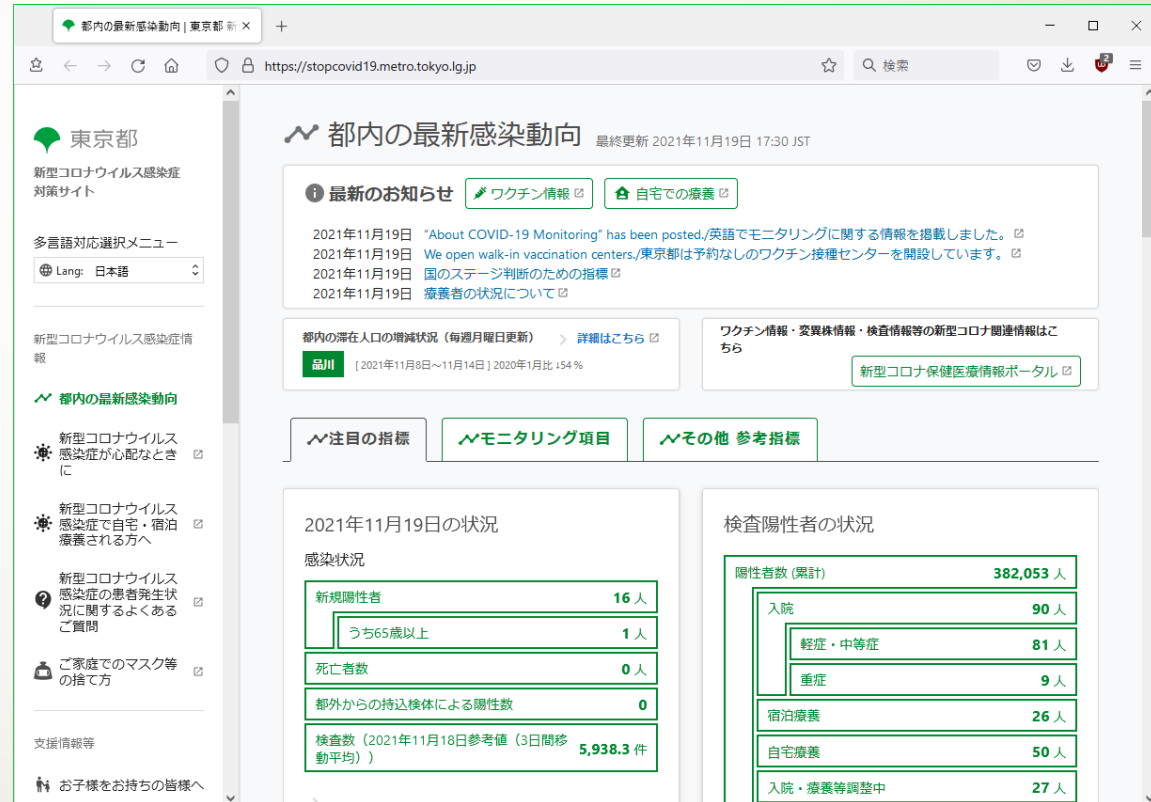 都内の最新感染動向 | 東京都 新
https://stopcovid19.metro.tokyo.lg.jp
検索
2
東京都
新型コロナウイルス感染症
対策サイト
多言語対応選択メニュー
Lang: 日本語
新型コロナウイルス感染症情
報
都内の最新感染動向
新型コロナウイルス
感染症が心配なとき
に
新型コロナウイルス
感染症で自宅・宿泊
療養される方へ
新型コロナウイルス
感染症の患者発生状
況に関するよくある
ご質問
ご家庭でのマスク等
の捨て方
支援情報等
お子様をお持ちの皆様へ
都内の最新感染動向 最終更新 2021年11月19日 17:30 JST
最新のお知らせ ワクチン情報 自宅での療養
2021年11月19日 “About COVID-19 Monitoring” has been posted./英語でモニタリングに関する情報を掲載しました。
2021年11月19日 We open walk-in vaccination centers./東京都は予約なしのワクチン接種センターを開設しています。
2021年11月19日 国のステージ判断のための指標
2021年11月19日 療養者の状況について
都内の滞在人口の増減状況（毎週月曜日更新） 詳細はこちら
品川 [ 2021年11月8日～11月14日 ] 2020年1月比 ↓54 %
ワクチン情報・変異株情報・検査情報等の新型コロナ関連情報はこ
ちら
新型コロナ保健医療情報ポータル
注目の指標 モニタリング項目 その他 参考指標
2021年11月19日の状況
感染状況
新規陽性者 16 人
うち65歳以上 1 人
死亡者数 0 人
都外からの持込検体による陽性数 0
検査数（2021年11月18日参考値（3日間移
動平均）） 5,938.3 件
検査陽性者の状況
陽性者数 (累計) 382,053 人
入院 90 人
軽症・中等症 81 人
重症 9 人
宿泊療養 26 人
自宅療養 50 人
入院・療養等調整中 27 人